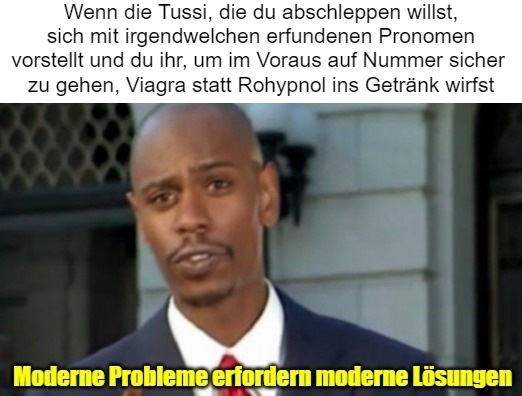 Wenn die Tussi, die du abschleppen willst,
sich mit irgendwelchen erfundenen Pronomen
vorstellt und du ihr, um im Voraus auf Nummer sicher
zu gehen, Viagra statt Rohypnol ins Getränk wirfst
Moderne Probleme erfordern moderne Lösungen